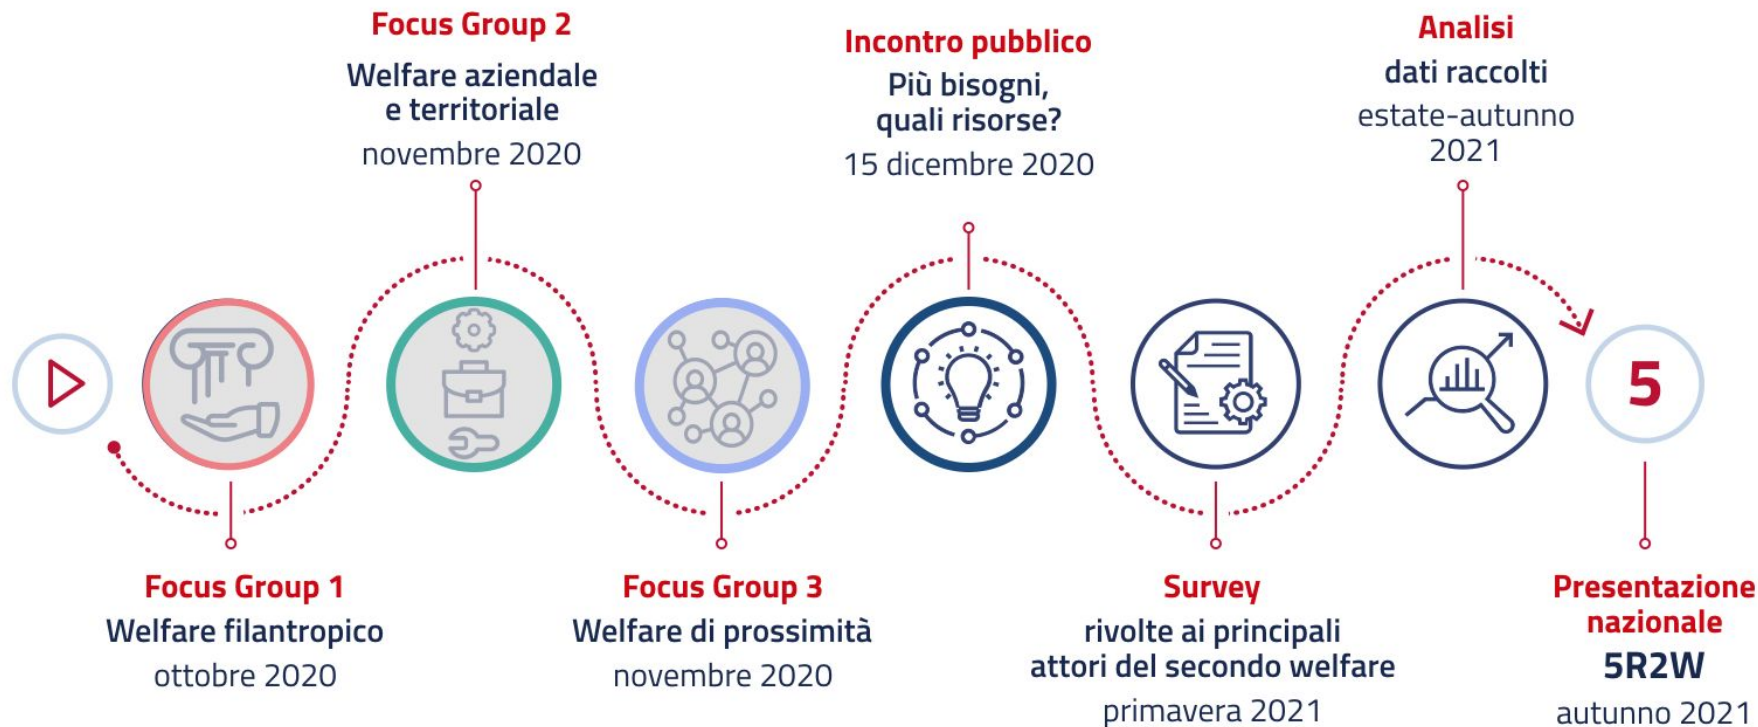 Focus Group 1
Welfare filantropico
ottobre 2020
Focus Group 2
Welfare aziendale
e territoriale
novembre 2020
Focus Group 3
Welfare di prossimità
novembre 2020
Incontro pubblico
Più bisogni,
quali risorse?
15 dicembre 2020
Survey
rivolte ai principali
attori del secondo welfare
primavera 2021
Analisi
dati raccolti
estate-autunno
2021
5
Presentazione
nazionale
5R2W
autunno 2021